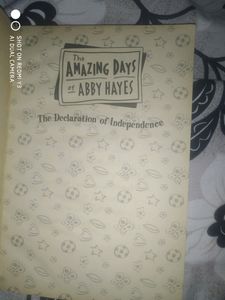 The
AMAZING DAYS
of ABBY HAYES
The Declaration of Independence
SHOT ON REDMI Y3
AI DUAL CAMERA